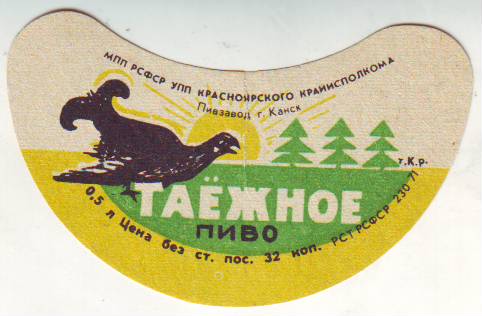 МПП РСФСР УПП КРАСНОЯРСКОГО КРАЙИСПОЛКОМА
Пивзавод г. Канск
т.К.р.
ТАЁЖНОЕ
ПИВО
0,5 л Цена без ст. пос. 32 коп. РСТ РСФСР 230 71